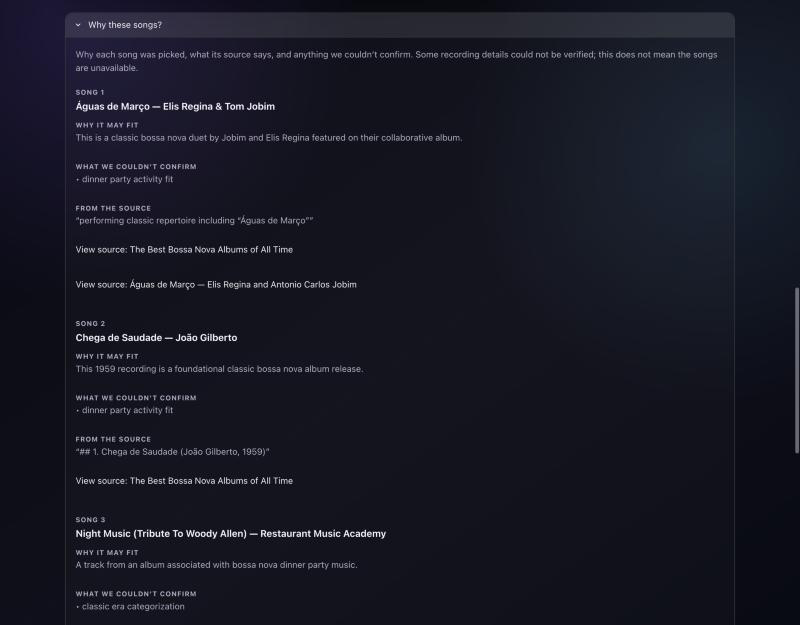 Why these songs?
Why each song was picked, what its source says, and anything we couldn't confirm. Some recording details could not be verified; this does not mean the songs
are unavailable.
SONG 1
Águas de Março — Elis Regina & Tom Jobim
WHY IT MAY FIT
This is a classic bossa nova duet by Jobim and Elis Regina featured on their collaborative album.
WHAT WE COULDN'T CONFIRM
• dinner party activity fit
FROM THE SOURCE
“performing classic repertoire including “Águas de Março””
View source: The Best Bossa Nova Albums of All Time
View source: Águas de Março — Elis Regina and Antonio Carlos Jobim
SONG 2
Chega de Saudade — João Gilberto
WHY IT MAY FIT
This 1959 recording is a foundational classic bossa nova album release.
WHAT WE COULDN'T CONFIRM
• dinner party activity fit
FROM THE SOURCE
“## 1. Chega de Saudade (João Gilberto, 1959)”
View source: The Best Bossa Nova Albums of All Time
SONG 3
Night Music (Tribute To Woody Allen) — Restaurant Music Academy
WHY IT MAY FIT
A track from an album associated with bossa nova dinner party music.
WHAT WE COULDN'T CONFIRM
• classic era categorization